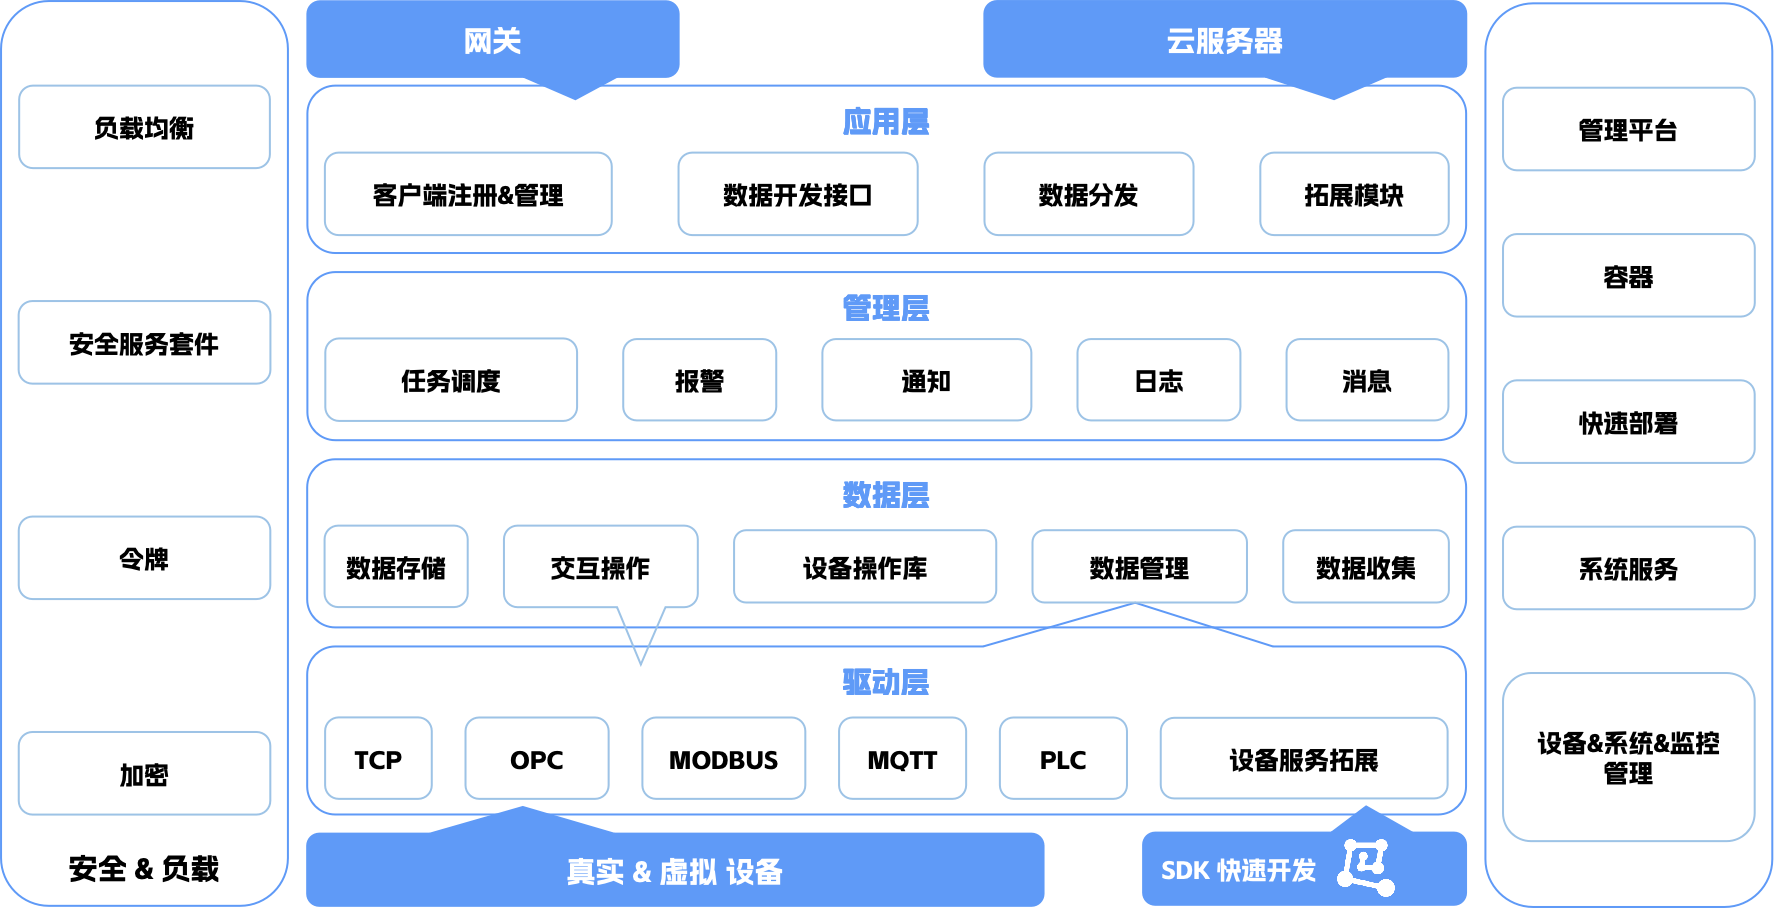 网关
云服务器
负载均衡
安全服务套件
令牌
加密
安全 & 负载
应用层
客户端注册&管理
数据开发接口
数据分发
拓展模块
管理层
任务调度
报警
通知
日志
消息
数据层
数据存储
交互操作
设备操作库
数据管理
数据收集
驱动层
TCP
OPC
MODBUS
MQTT
PLC
设备服务拓展
真实 & 虚拟 设备
SDK 快速开发
管理平台
容器
快速部署
系统服务
设备&系统&监控
管理